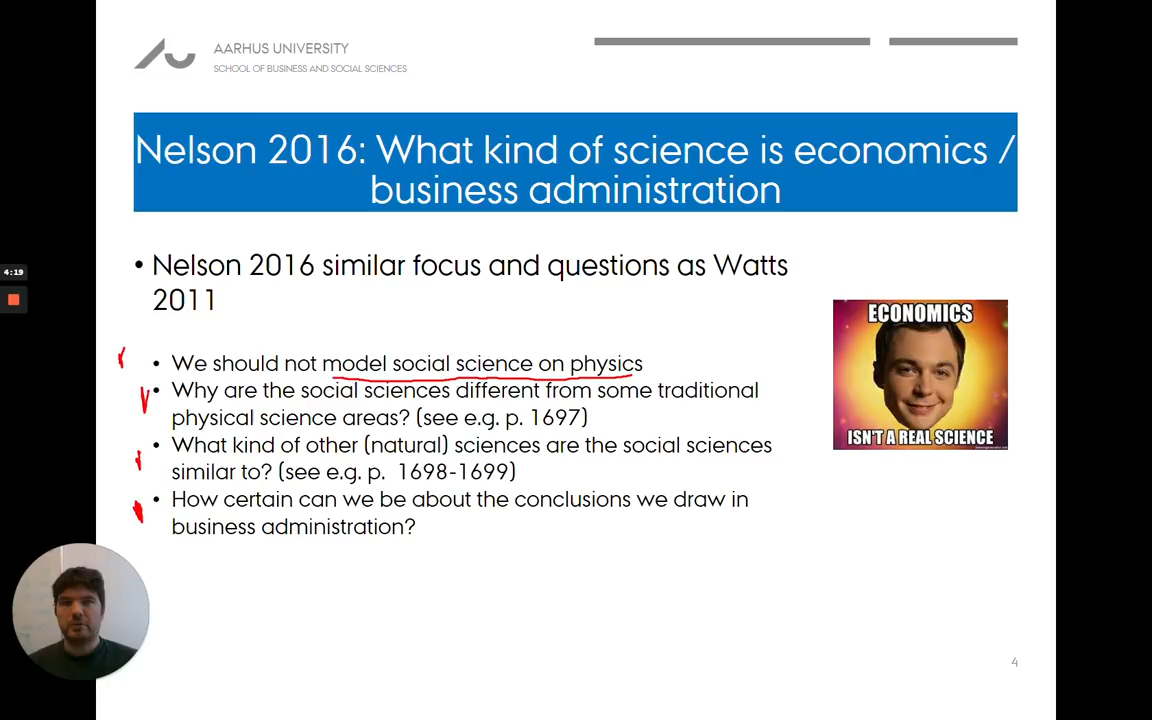 AARHUS UNIVERSITY
SCHOOL OF BUSINESS AND SOCIAL SCIENCES
Nelson 2016: What kind of science is economics /
business administration
• Nelson 2016 similar focus and questions as Watts
2011
4:19
• We should not model social science on physics
• Why are the social sciences different from some traditional
physical science areas? (see e.g. p. 1697)
• What kind of other (natural) sciences are the social sciences
similar to? (see e.g. p. 1698-1699)
• How certain can we be about the conclusions we draw in
business administration?
ECONOMICS
ISN'T A REAL SCIENCE
4